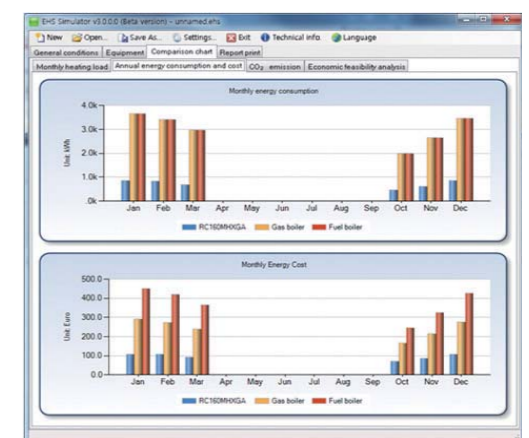 EHS Simulator v3.0.0.0 (Beta version) - unnamed.ehs
New Open... Save As... Settings... Exit Technical info. Language
General conditions Equipment Comparison chart Report print
Monthly heating load Annual energy consumption and cost CO₂ emission Economic feasibility analysis
Monthly energy consumption
4.0k
3.0k
Unit: kWh
2.0k
1.0k
.0k
Jan Feb Mar Apr May Jun Jul Aug Sep Oct Nov Dec
RC160MHXGA Gas boiler Fuel boiler
Monthly Energy Cost
500.0
400.0
300.0
Unit: Euro
200.0
100.0
0.0
Jan Feb Mar Apr May Jun Jul Aug Sep Oct Nov Dec
RC160MHXGA Gas boiler Fuel boiler